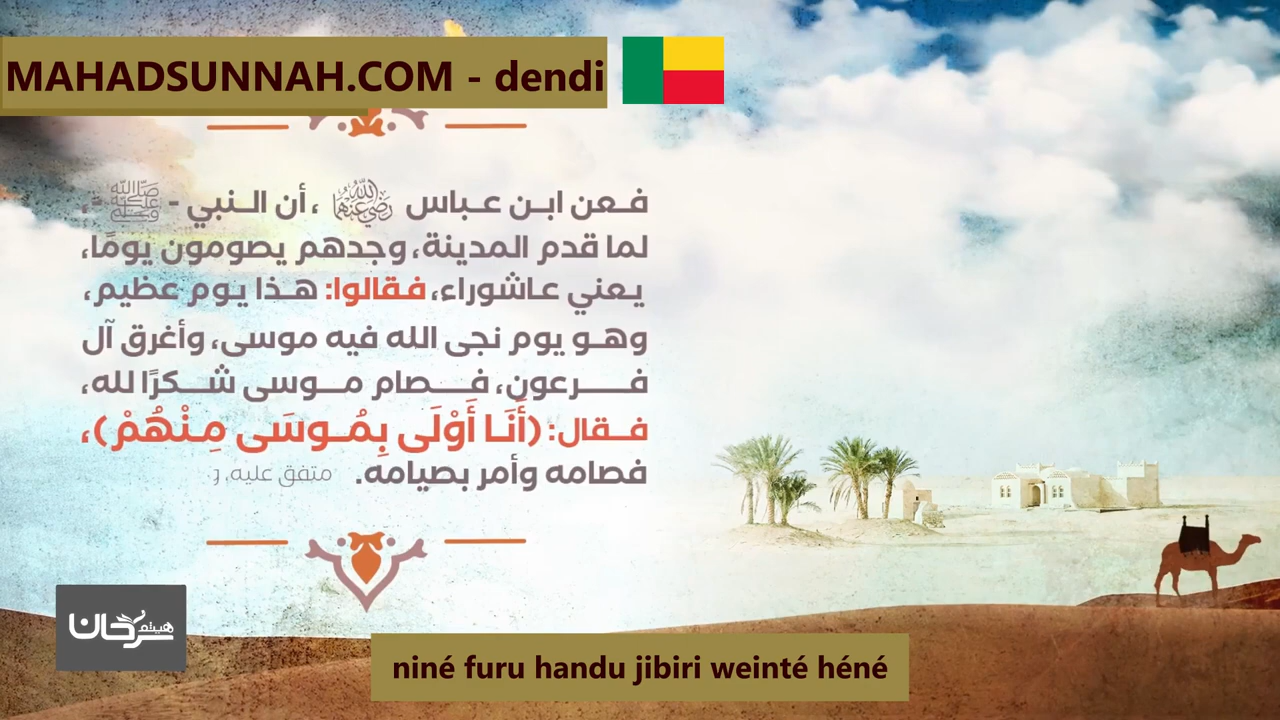 MAHADSUNNAH.COM - dendi
فعن ابن عباس رضي الله عنهما، أن النبي - صلى الله عليه وسلم -،
لما قدم المدينة، وجدهم يصومون يومًا،
يعني عاشوراء، فقالوا: هذا يوم عظيم،
وهو يوم نجى الله فيه موسى، وأغرق آل
فرعون، فصام موسى شكرًا لله،
فقال: (أَنَا أَوْلَى بِمُوسَى مِنْهُمْ)،
فصامه وأمر بصيامه. متفق عليه، و
هيثم سرحان
niné furu handu jibiri weinté héné